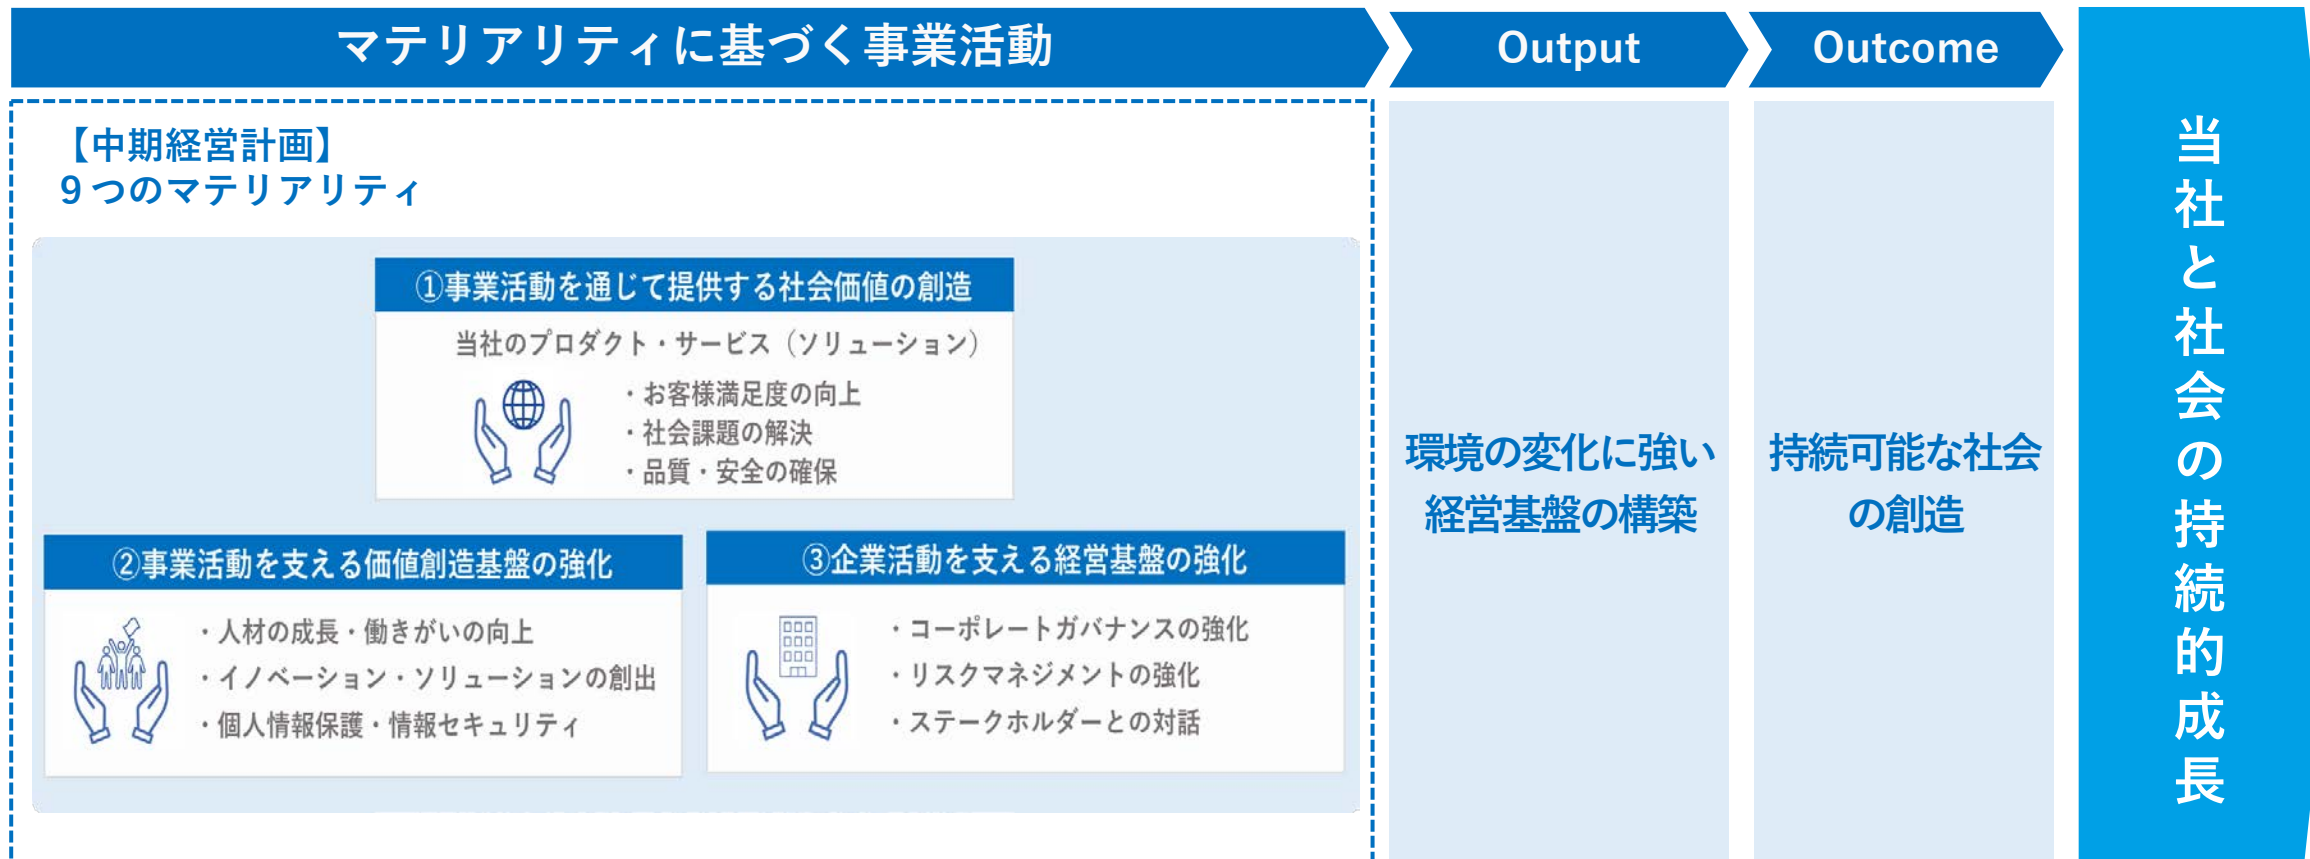 マテリアリティに基づく事業活動
Output
Outcome
【中期経営計画】
9つのマテリアリティ
①事業活動を通じて提供する社会価値の創造
当社のプロダクト・サービス（ソリューション）
・お客様満足度の向上
・社会課題の解決
・品質・安全の確保
②事業活動を支える価値創造基盤の強化
・人材の成長・働きがいの向上
・イノベーション・ソリューションの創出
・個人情報保護・情報セキュリティ
③企業活動を支える経営基盤の強化
・コーポレートガバナンスの強化
・リスクマネジメントの強化
・ステークホルダーとの対話
環境の変化に強い
経営基盤の構築
持続可能な社会
の創造
当社と社会の持続的成長